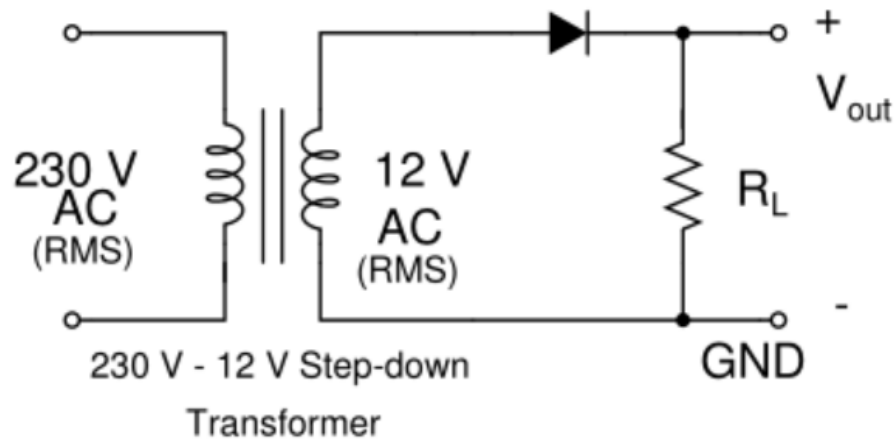 +
V_out
230 V
AC
(RMS)
12 V
AC
(RMS)
R_L
-
GND
230 V - 12 V Step-down
Transformer